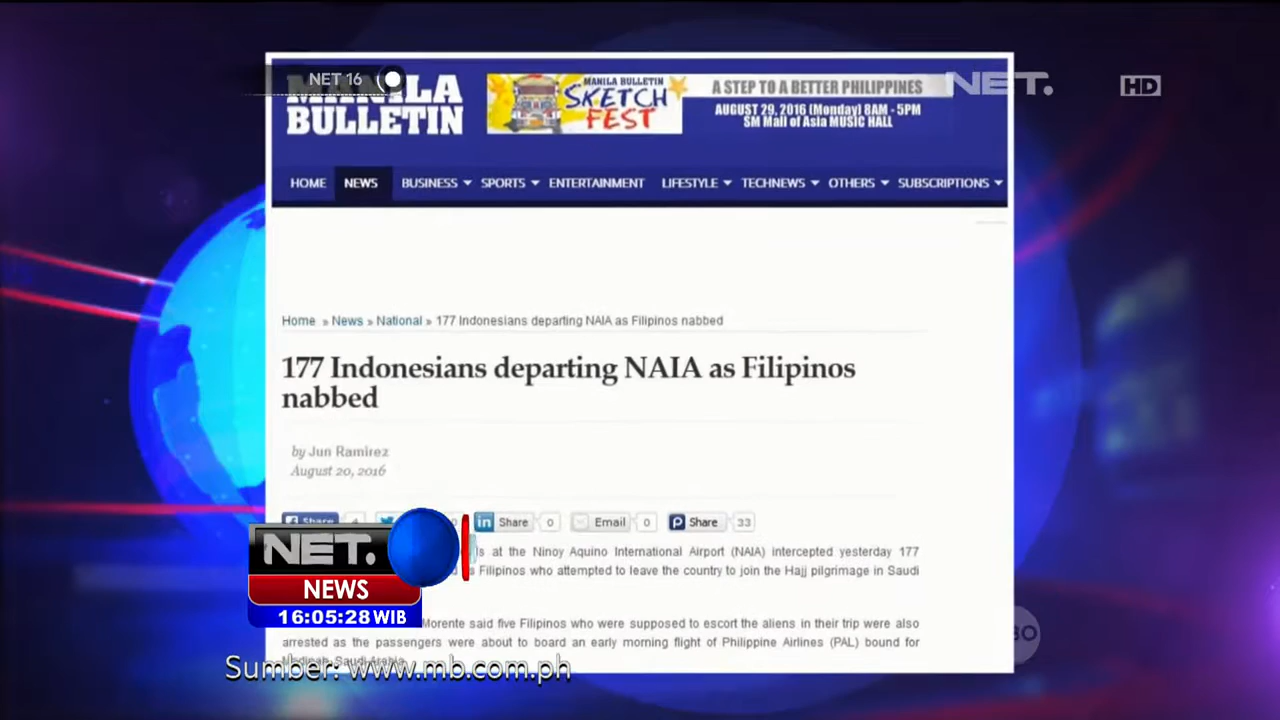 NET 16
NET.
HD
MANILA
BULLETIN
MANILA BULLETIN
SKETCH
FEST
A STEP TO A BETTER PHILIPPINES
AUGUST 29, 2016 (Monday) 8AM - 5PM
SM Mall of Asia MUSIC HALL
HOME NEWS BUSINESS SPORTS ENTERTAINMENT LIFESTYLE TECHNEWS OTHERS SUBSCRIPTIONS
Home » News » National » 177 Indonesians departing NAIA as Filipinos nabbed
177 Indonesians departing NAIA as Filipinos
nabbed
by Jun Ramirez
August 20, 2016
Share 4 0 in Share 0 Email 0 Share 33
ls at the Ninoy Aquino International Airport (NAIA) intercepted yesterday 177
s Filipinos who attempted to leave the country to join the Hajj pilgrimage in Saudi
Morente said five Filipinos who were supposed to escort the aliens in their trip were also
arrested as the passengers were about to board an early morning flight of Philippine Airlines (PAL) bound for
Saudi Arabia
NET.
NEWS
16:05:28 WIB
Sumber: www.mb.com.ph